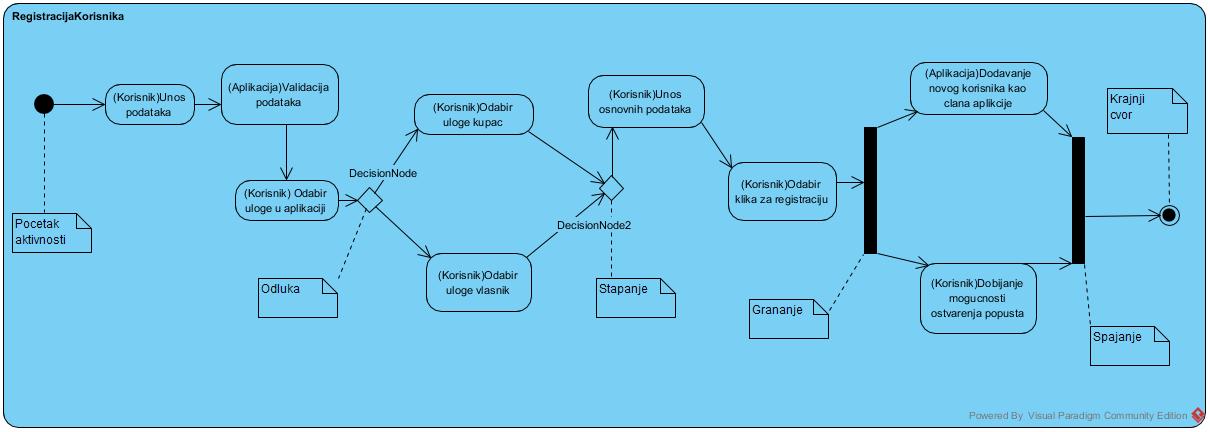 RegistracijaKorisnika
(Korisnik)Unos
podataka
(Aplikacija)Validacija
podataka
(Korisnik) Odabir
uloge u aplikaciji
Pocetak
aktivnosti
DecisionNode
Odluka
(Korisnik)Odabir
uloge kupac
(Korisnik)Odabir
uloge vlasnik
DecisionNode2
Stapanje
(Korisnik)Unos
osnovnih podataka
(Korisnik)Odabir
klika za registraciju
Grananje
(Aplikacija)Dodavanje
novog korisnika kao
clana aplikcije
(Korisnik)Dobijanje
mogucnosti
ostvarenja popusta
Spajanje
Krajnji
cvor
Powered By Visual Paradigm Community Edition